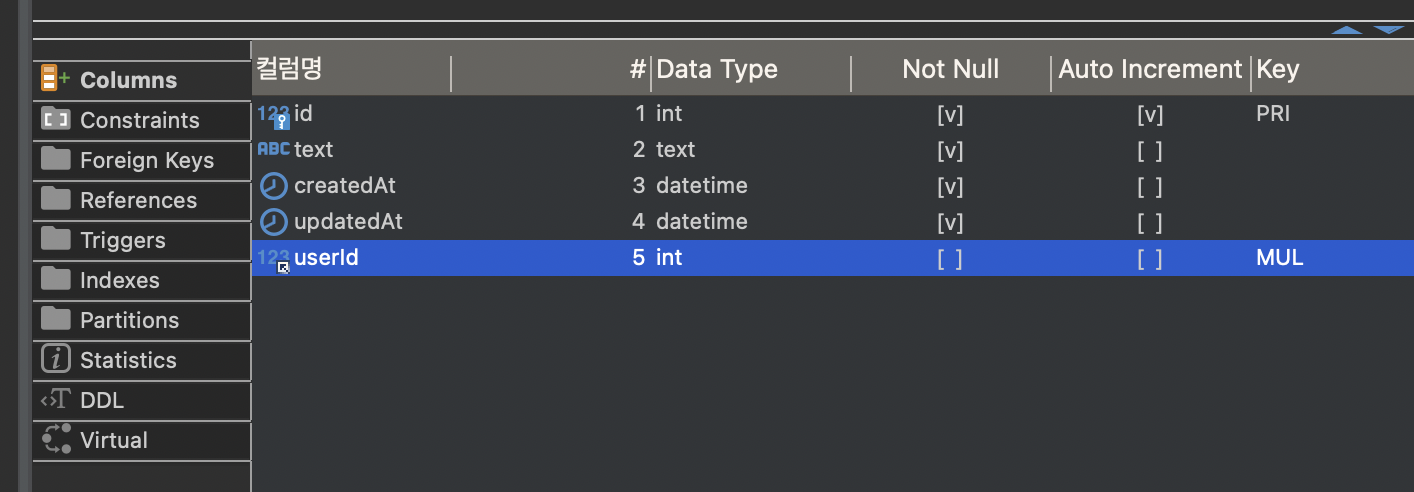 컬럼명 # Data Type Not Null Auto Increment Key
Columns
Constraints
Foreign Keys
References
Triggers
Indexes
Partitions
Statistics
DDL
Virtual
123 id 1 int [v] [v] PRI
ABC text 2 text [v] [ ]
createdAt 3 datetime [v] [ ]
updatedAt 4 datetime [v] [ ]
123 userId 5 int [ ] [ ] MUL